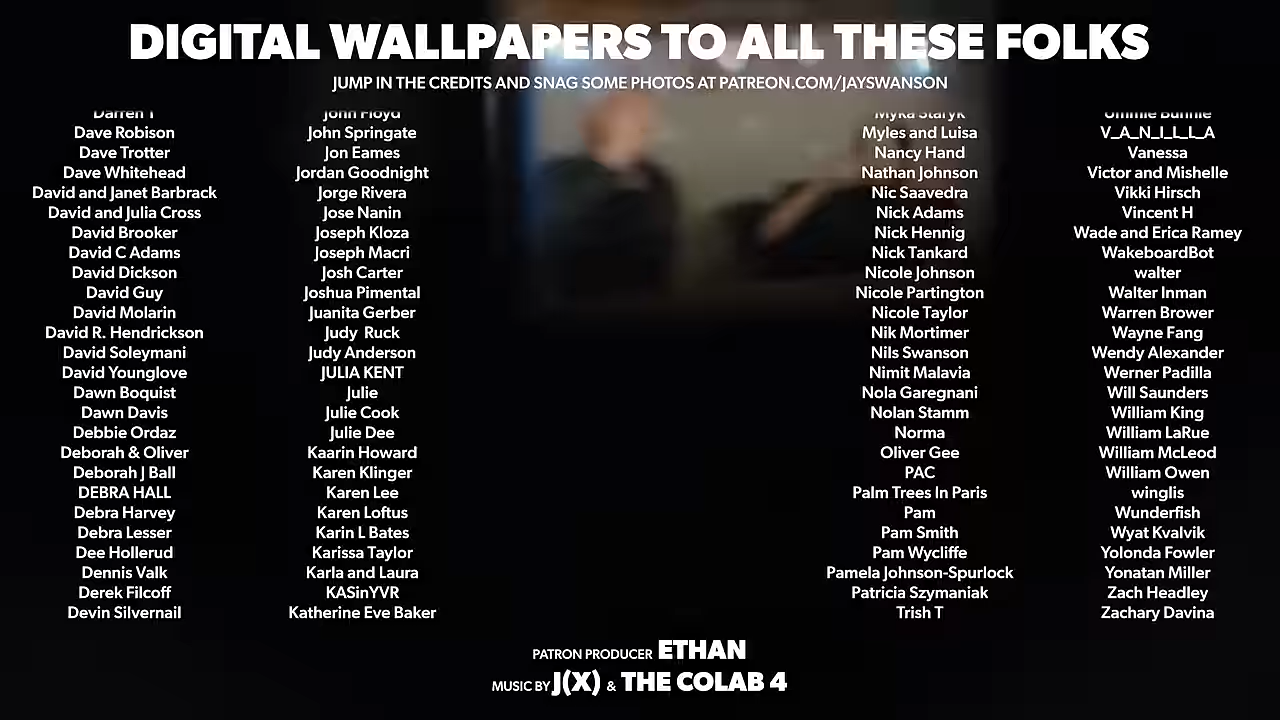 DIGITAL WALLPAPERS TO ALL THESE FOLKS
JUMP IN THE CREDITS AND SNAG SOME PHOTOS AT PATREON.COM/JAYSWANSON
Darren T
Dave Robison
Dave Trotter
Dave Whitehead
David and Janet Barbrack
David and Julia Cross
David Brooker
David C Adams
David Dickson
David Guy
David Molarin
David R. Hendrickson
David Soleymani
David Younglove
Dawn Boquist
Dawn Davis
Debbie Ordaz
Deborah & Oliver
Deborah J Ball
DEBRA HALL
Debra Harvey
Debra Lesser
Dee Hollerud
Dennis Valk
Derek Filcoff
Devin Silvernail
John Floyd
John Springate
Jon Eames
Jordan Goodnight
Jorge Rivera
Jose Nanin
Joseph Kloza
Joseph Macri
Josh Carter
Joshua Pimental
Juanita Gerber
Judy  Ruck
Judy Anderson
JULIA KENT
Julie
Julie Cook
Julie Dee
Kaarin Howard
Karen Klinger
Karen Lee
Karen Loftus
Karin L Bates
Karissa Taylor
Karla and Laura
KASinYVR
Katherine Eve Baker
Myka Staryk
Myles and Luisa
Nancy Hand
Nathan Johnson
Nic Saavedra
Nick Adams
Nick Hennig
Nick Tankard
Nicole Johnson
Nicole Partington
Nicole Taylor
Nik Mortimer
Nils Swanson
Nimit Malavia
Nola Garegnani
Nolan Stamm
Norma
Oliver Gee
PAC
Palm Trees In Paris
Pam
Pam Smith
Pam Wycliffe
Pamela Johnson-Spurlock
Patricia Szymaniak
Trish T
V_A_N_I_L_L_A
Vanessa
Victor and Mishelle
Vikki Hirsch
Vincent H
Wade and Erica Ramey
WakeboardBot
walter
Walter Inman
Warren Brower
Wayne Fang
Wendy Alexander
Werner Padilla
Will Saunders
William King
William LaRue
William McLeod
William Owen
winglis
Wunderfish
Wyat Kvalvik
Yolonda Fowler
Yonatan Miller
Zach Headley
Zachary Davina
PATRON PRODUCER ETHAN
MUSIC BY J(X) & THE COLAB 4